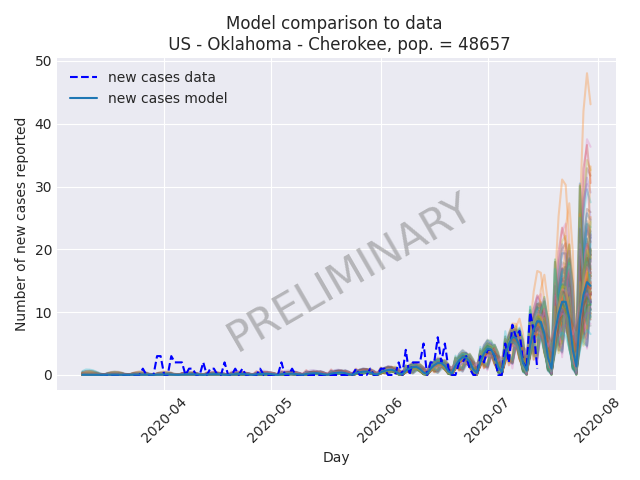 Model comparison to data
US - Oklahoma - Cherokee, pop. = 48657
50
40
30
20
10
0
Number of new cases reported
new cases data
new cases model
PRELIMINARY
2020-04
2020-05
2020-06
2020-07
2020-08
Day